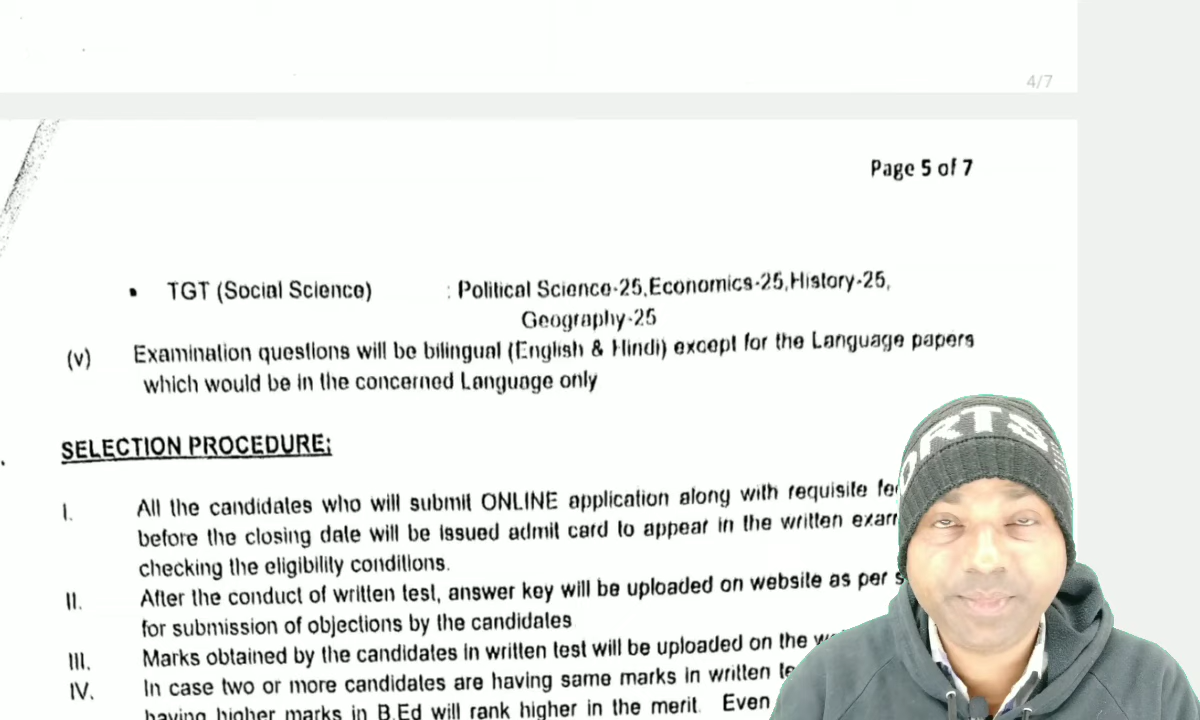 4/7
Page 5 of 7
• TGT (Social Science) : Political Science-25,Economics-25,History-25,
Geography-25
(v) Examination questions will be bilingual (English & Hindi) except for the Language papers
which would be in the concerned Language only
SELECTION PROCEDURE:
I. All the candidates who will submit ONLINE application along with requisite
before the closing date will be issued admit card to appear in the written
checking the eligibility conditions.
II. After the conduct of written test, answer key will be uploaded on website as per
for submission of objections by the candidates
III. Marks obtained by the candidates in written test will be uploaded on the
IV. In case two or more candidates are having same marks in written
having higher marks in B.Ed will rank higher in the merit. Even
ORTS